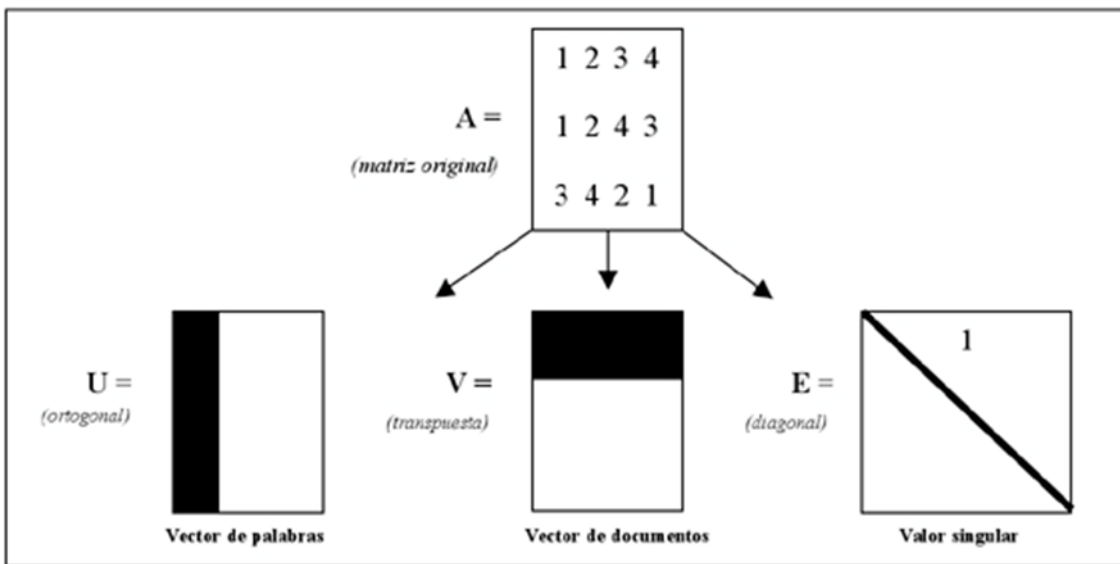 1 2 3 4
A =
1 2 4 3
(matriz original)
3 4 2 1
U =
(ortogonal)
V =
(transpuesta)
E =
(diagonal)
1
Vector de palabras
Vector de documentos
Valor singular